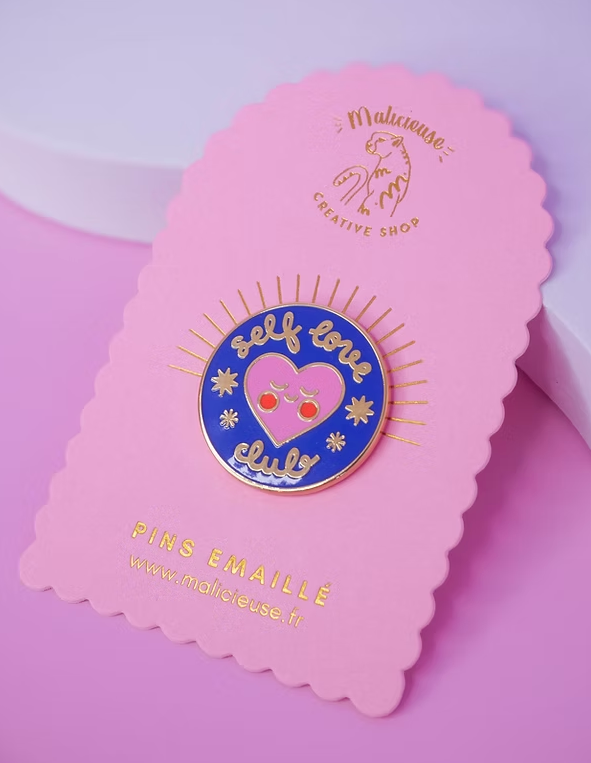 Malicieuse
CREATIVE SHOP
self love
club
PINS EMAILLÉ
www.malicieuse.fr